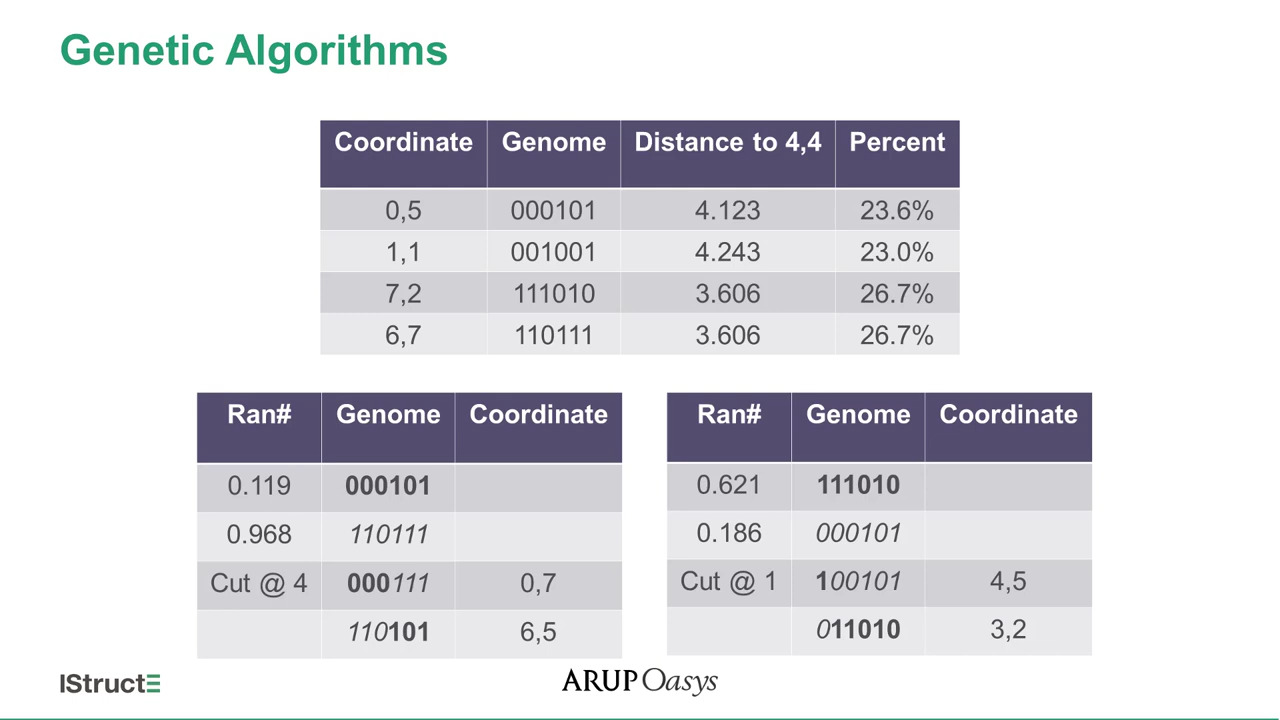 Genetic Algorithms
Coordinate Genome Distance to 4,4 Percent
0,5 000101 4.123 23.6%
1,1 001001 4.243 23.0%
7,2 111010 3.606 26.7%
6,7 110111 3.606 26.7%
Ran# Genome Coordinate
0.119 000101
0.968 110111
Cut @ 4 000111 0,7
110101 6,5
Ran# Genome Coordinate
0.621 111010
0.186 000101
Cut @ 1 100101 4,5
011010 3,2
IStructE
ARUP Oasys